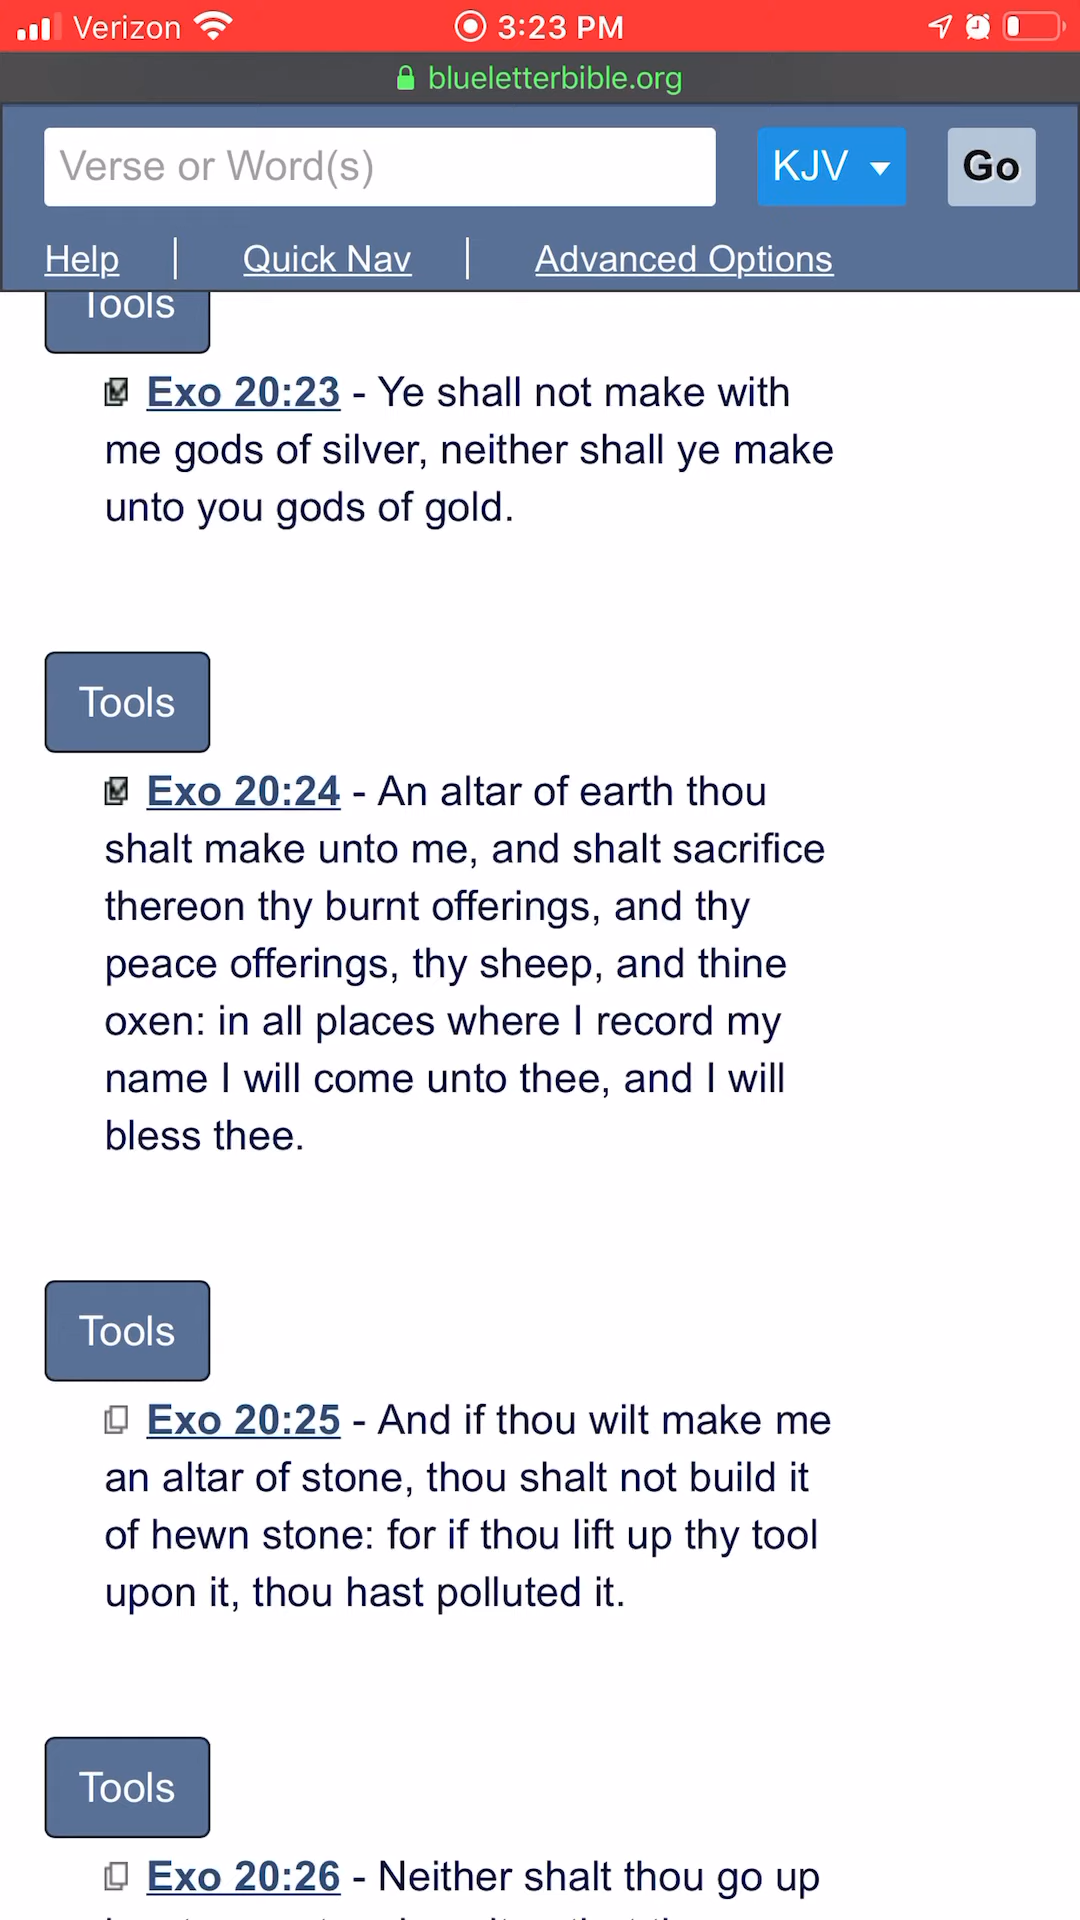 Verizon 3:23 PM
blueletterbible.org
Verse or Word(s) KJV Go
Help | Quick Nav | Advanced Options
Tools
Exo 20:23 - Ye shall not make with
me gods of silver, neither shall ye make
unto you gods of gold.
Tools
Exo 20:24 - An altar of earth thou
shalt make unto me, and shalt sacrifice
thereon thy burnt offerings, and thy
peace offerings, thy sheep, and thine
oxen: in all places where I record my
name I will come unto thee, and I will
bless thee.
Tools
Exo 20:25 - And if thou wilt make me
an altar of stone, thou shalt not build it
of hewn stone: for if thou lift up thy tool
upon it, thou hast polluted it.
Tools
Exo 20:26 - Neither shalt thou go up